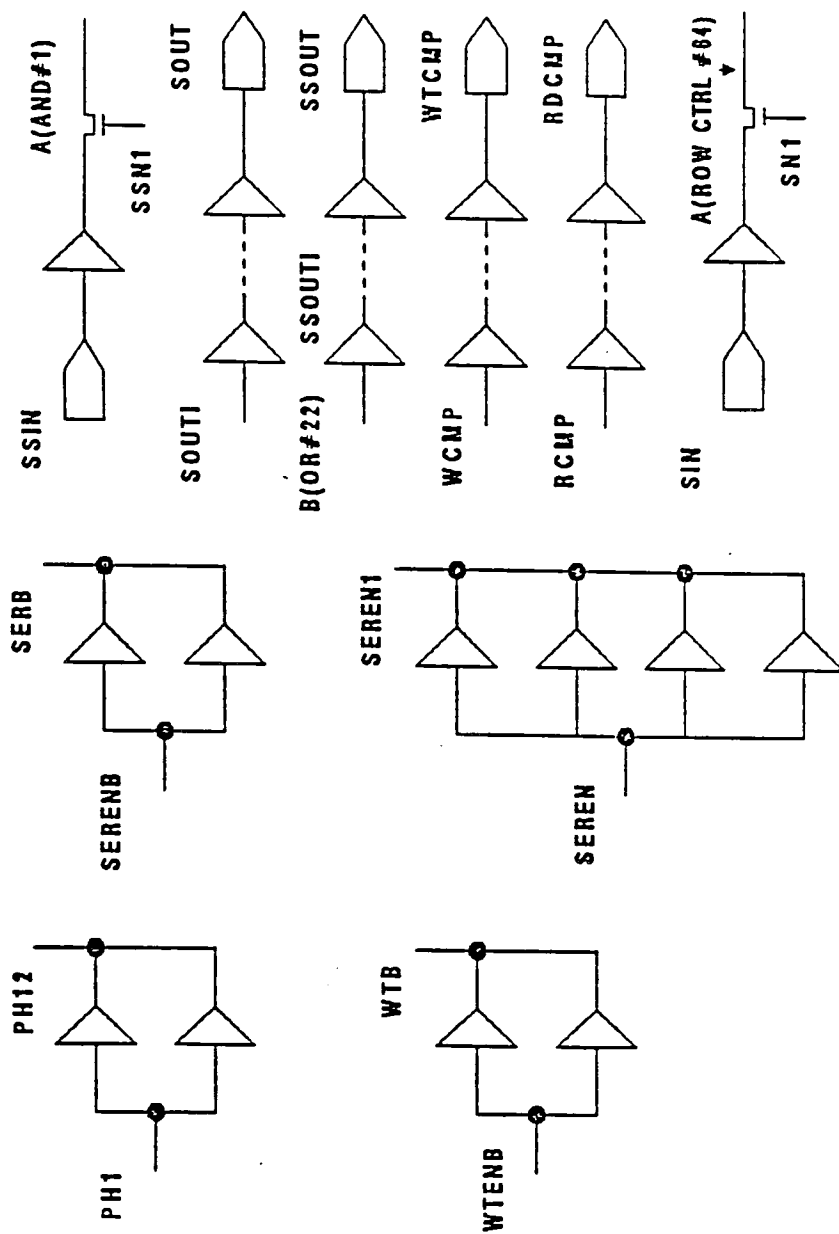 PH12
SERB
SSIN
A(AND#1)
PH1
SERENB
SSN1
SOUTI
SOUT
B(OR#22)
SSOUTI
SSOUT
WTB
SEREN1
WCMP
WTCMP
WTENB
SEREN
RCMP
RDCMP
SIN
A(ROW CTRL #64)
SN1